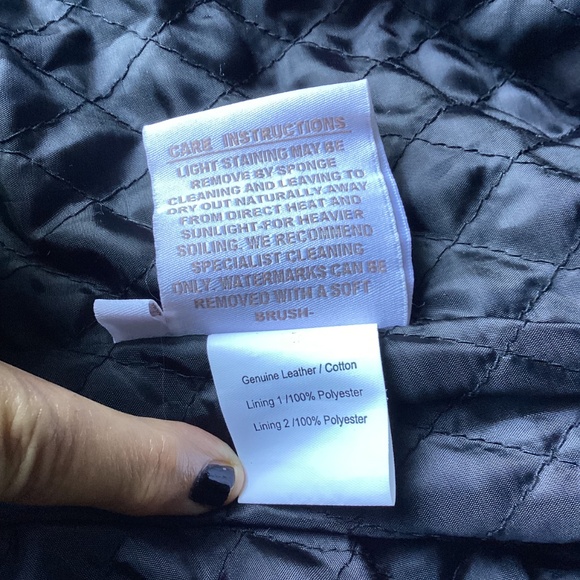 CARE INSTRUCTIONS
LIGHT STAINING MAY BE
REMOVE BY SPONGE
CLEANING AND LEAVING TO
DRY OUT NATURALLY AWAY
FROM DIRECT HEAT AND
SUNLIGHT-FOR HEAVIER
SOILING. WE RECOMMEND
SPECIALIST CLEANING
ONLY. WATERMARKS CAN BE
REMOVED WITH A SOFT
BRUSH-
Genuine Leather / Cotton
Lining 1 /100% Polyester
Lining 2 /100% Polyester